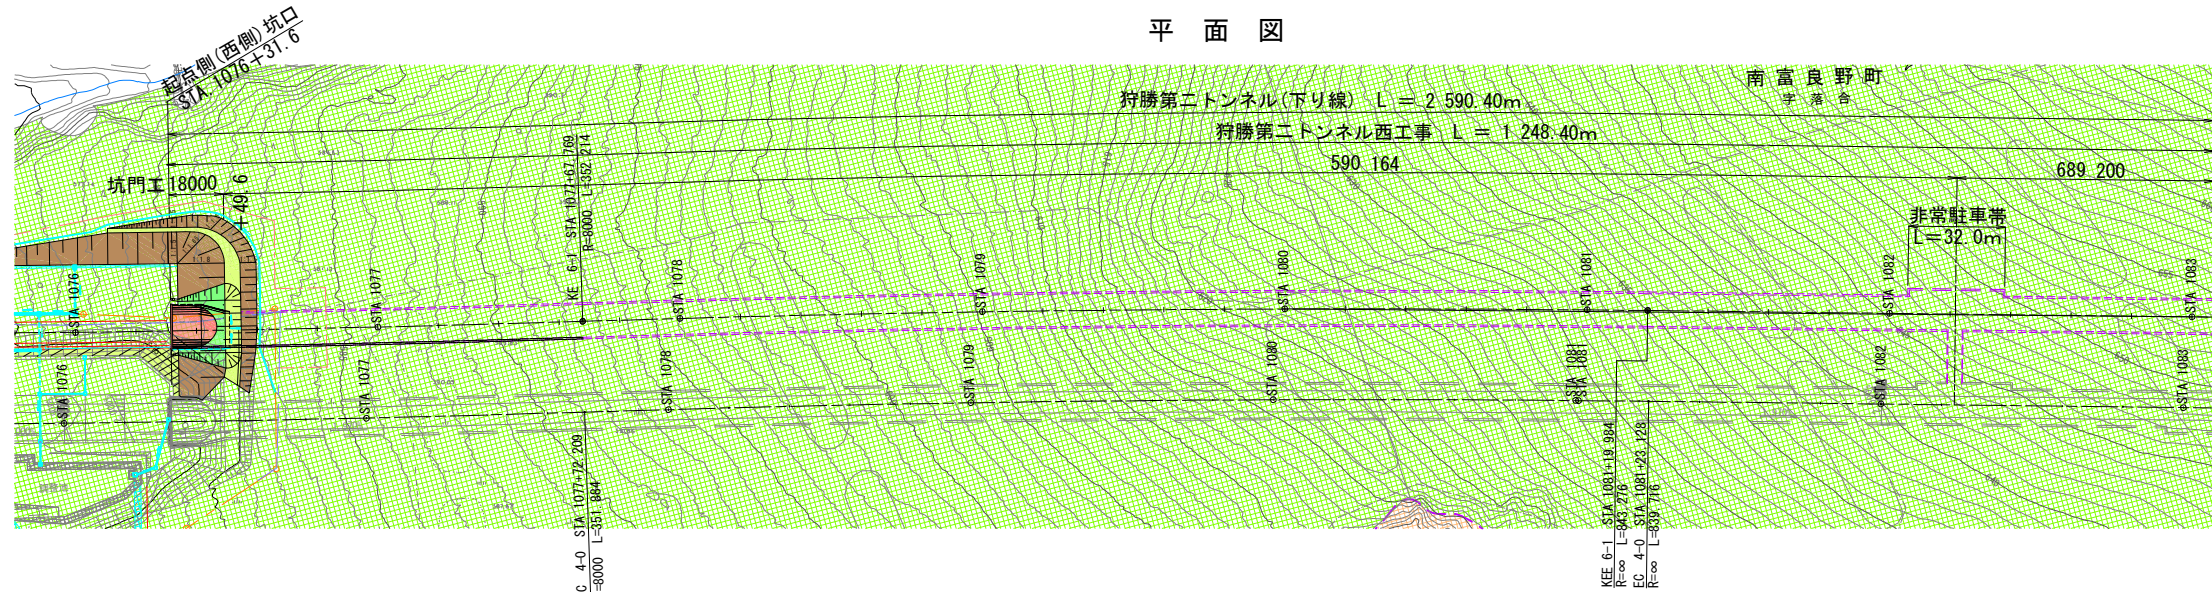 平 面 図
起点側(西側)坑口
STA.1076+31.6
南富良野町
字落合
狩勝第二トンネル(下り線) L = 2 590.40m
狩勝第二トンネル西工事 L = 1 248.40m
590 164
689 200
坑門工 18000
+49.6
非常駐車帯
L=32.0m
KE 6-1 STA 1077+67.769
R=8000 L=352.214
STA 1076
STA 1077
STA 1078
STA 1079
STA 1080
STA 1081
STA 1082
STA 1083
STA 1076
STA 1077
STA 1078
STA 1079
STA 1080
STA 1081
STA 1081
STA 1082
STA 1083
調整池
C 4-0 STA 1077+72.209
=8000 L=351.884
KEE 6-1 STA 1081+19.984
R=∞ L=843.276
EC 4-0 STA 1081+23.128
R=∞ L=839.716